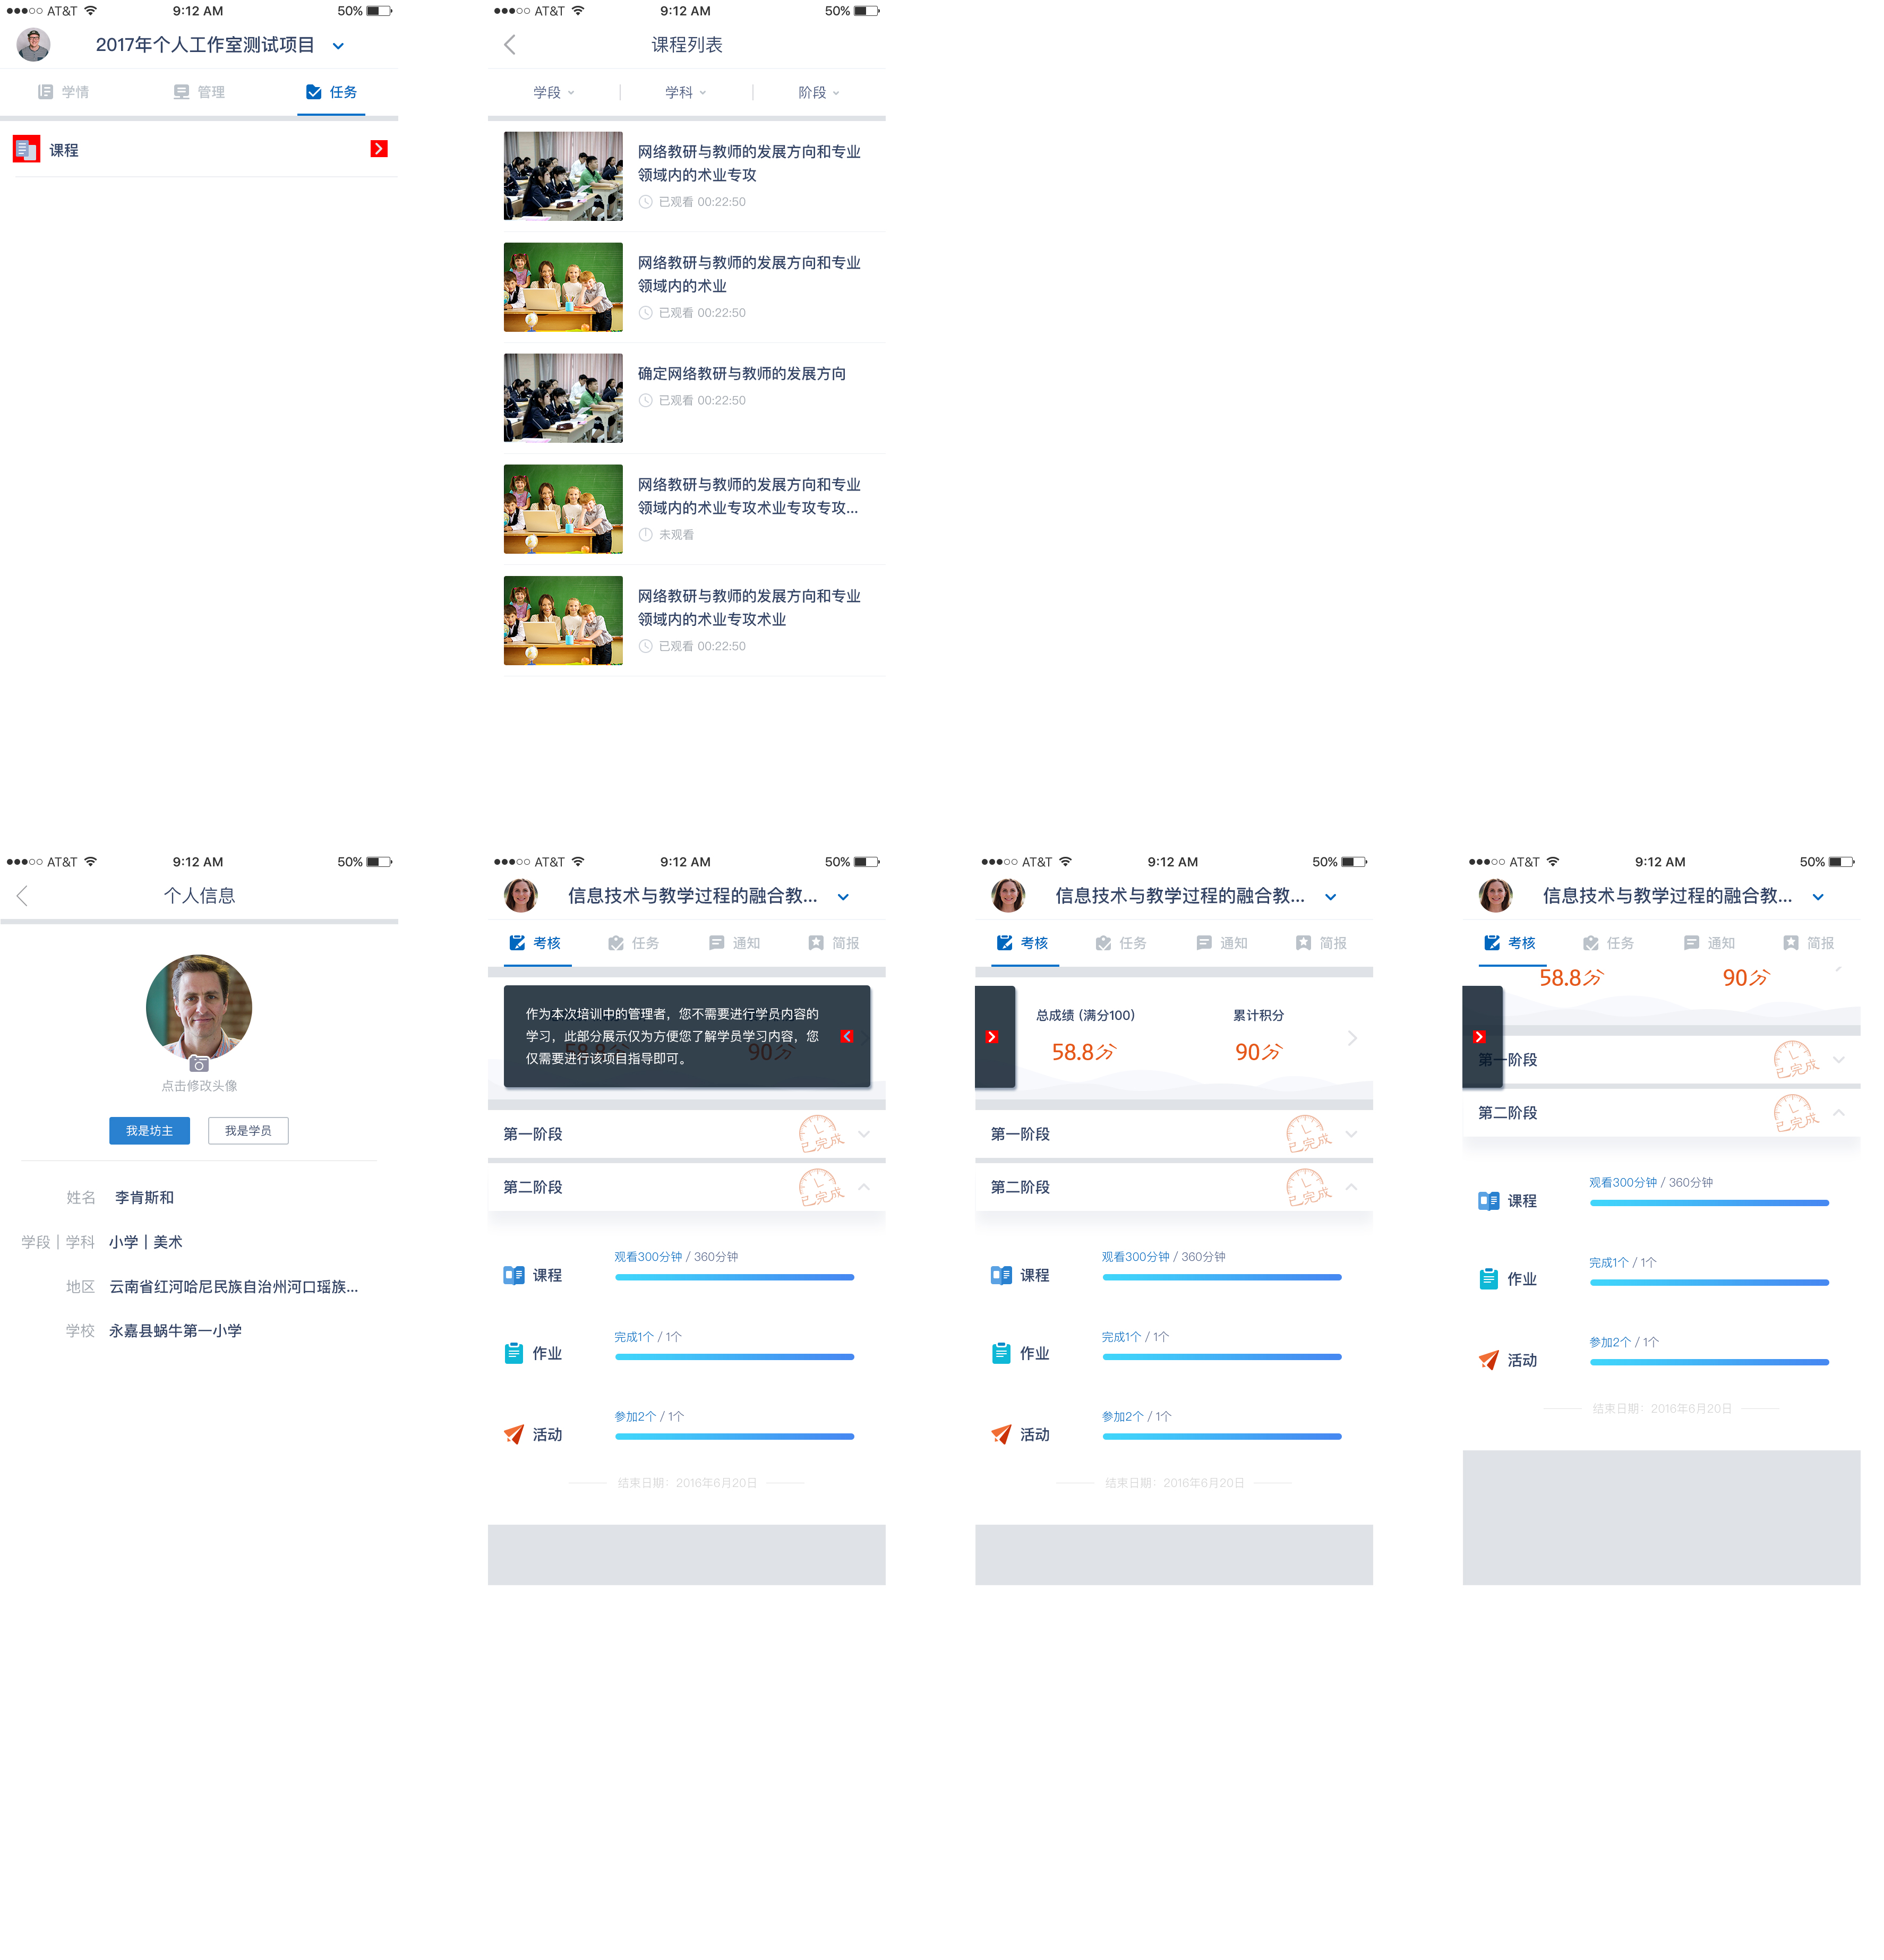 AT&T 9:12 AM 50%
2017年个人工作室测试项目
学情 管理 任务
课程
AT&T 9:12 AM 50%
课程列表
学段 学科 阶段
网络教研与教师的发展方向和专业
领域内的术业专攻
已观看 00:22:50
网络教研与教师的发展方向和专业
领域内的术业
已观看 00:22:50
确定网络教研与教师的发展方向
已观看 00:22:50
网络教研与教师的发展方向和专业
领域内的术业专攻术业专攻专攻...
未观看
网络教研与教师的发展方向和专业
领域内的术业专攻术业
已观看 00:22:50
AT&T 9:12 AM 50%
个人信息
点击修改头像
我是坊主 我是学员
姓名 李肯斯和
学段 | 学科 小学 | 美术
地区 云南省红河哈尼民族自治州河口瑶族...
学校 永嘉县蜗牛第一小学
AT&T 9:12 AM 50%
信息技术与教学过程的融合教...
考核 任务 通知 简报
作为本次培训中的管理者，您不需要进行学员内容的
学习，此部分展示仅为方便您了解学员学习内容，您
仅需要进行该项目指导即可。
58.8分 90分
第一阶段 已完成
第二阶段 已完成
观看300分钟 / 360分钟
课程
完成1个 / 1个
作业
参加2个 / 1个
活动
结束日期：2016年6月20日
AT&T 9:12 AM 50%
信息技术与教学过程的融合教...
考核 任务 通知 简报
总成绩 (满分100) 累计积分
58.8分 90分
第一阶段 已完成
第二阶段 已完成
观看300分钟 / 360分钟
课程
完成1个 / 1个
作业
参加2个 / 1个
活动
结束日期：2016年6月20日
AT&T 9:12 AM 50%
信息技术与教学过程的融合教...
考核 任务 通知 简报
58.8分 90分
第一阶段 已完成
第二阶段 已完成
观看300分钟 / 360分钟
课程
完成1个 / 1个
作业
参加2个 / 1个
活动
结束日期：2016年6月20日